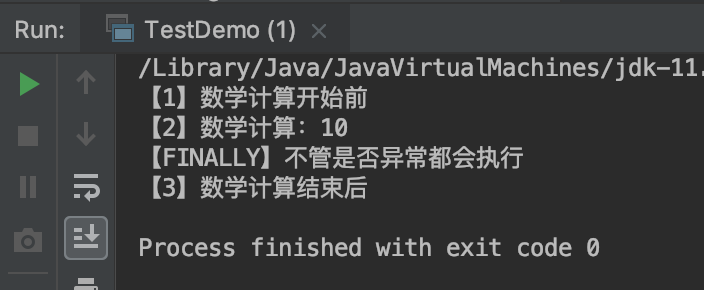 Run: TestDemo (1)
/Library/Java/JavaVirtualMachines/jdk-11.
【1】数学计算开始前
【2】数学计算：10
【FINALLY】不管是否异常都会执行
【3】数学计算结束后
Process finished with exit code 0